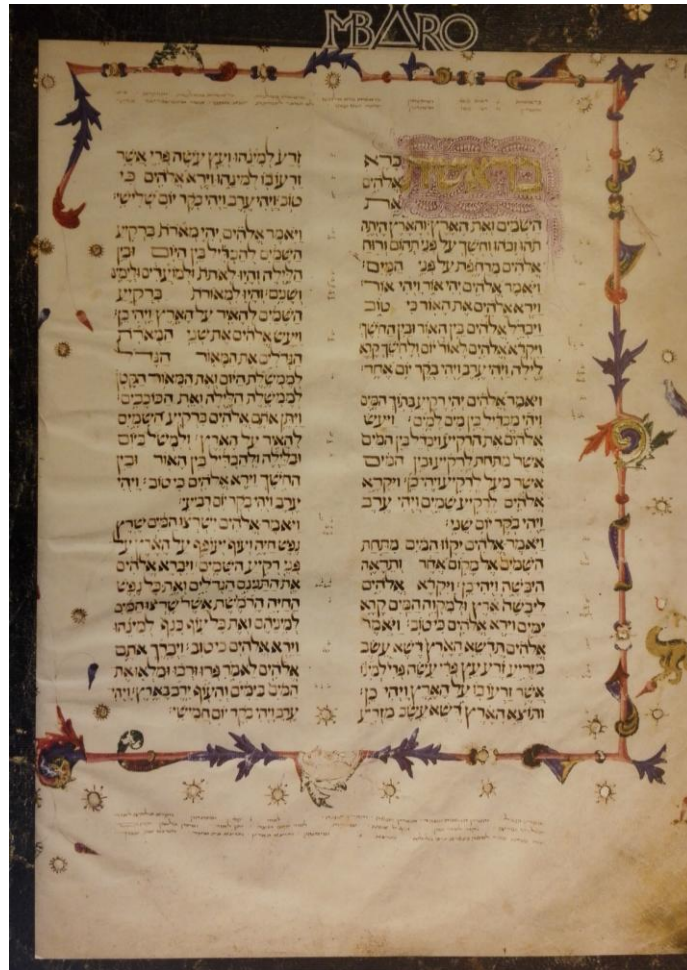 MBARO
בראשית ברא
אלהים
את
השמים ואת הארץ והארץ היתה
תהו ובהו וחשך על פני תהום ורוח
אלהים מרחפת על פני המים׃
ויאמר אלהים יהי אור ויהי אור׃
וירא אלהים את האור כי טוב
ויבדל אלהים בין האור ובין החשך׃
ויקרא אלהים לאור יום ולחשך קרא
לילה ויהי ערב ויהי בקר יום אחד׃
ויאמר אלהים יהי רקיע בתוך המים
ויהי מבדיל בין מים למים׃ ויעש
אלהים את הרקיע ויבדל בין המים
אשר מתחת לרקיע ובין המים
אשר מעל לרקיע ויהי כן׃ ויקרא
אלהים לרקיע שמים ויהי ערב
ויהי בקר יום שני׃
ויאמר אלהים יקוו המים מתחת
השמים אל מקום אחד ותראה
היבשה ויהי כן׃ ויקרא אלהים
ליבשה ארץ ולמקוה המים קרא
ימים וירא אלהים כי טוב׃ ויאמר
אלהים תדשא הארץ דשא עשב
מזריע זרע עץ פרי עשה פרי למינו
אשר זרעו בו על הארץ ויהי כן׃
ותוצא הארץ דשא עשב מזריע
זרע למינהו ועץ עשה פרי אשר
זרעו בו למינהו וירא אלהים כי
טוב׃ ויהי ערב ויהי בקר יום שלישי׃
ויאמר אלהים יהי מארת ברקיע
השמים להבדיל בין היום ובין
הלילה והיו לאתת ולמועדים ולימים
ושנים׃ והיו למאורת ברקיע
השמים להאיר על הארץ ויהי כן׃
ויעש אלהים את שני המארת
הגדלים את המאור הגדל
לממשלת היום ואת המאור הקטן
לממשלת הלילה ואת הכוכבים׃
ויתן אתם אלהים ברקיע השמים
להאיר על הארץ׃ ולמשל ביום
ובלילה ולהבדיל בין האור ובין
החשך וירא אלהים כי טוב׃ ויהי
ערב ויהי בקר יום רביעי׃
ויאמר אלהים ישרצו המים שרץ
נפש חיה ועוף יעופף על הארץ על
פני רקיע השמים׃ ויברא אלהים
את התנינם הגדלים ואת כל נפש
החיה הרמשת אשר שרצו המים
למינהם ואת כל עוף כנף למינהו
וירא אלהים כי טוב׃ ויברך אתם
אלהים לאמר פרו ורבו ומלאו את
המים בימים והעוף ירב בארץ׃ ויהי
ערב ויהי בקר יום חמישי׃